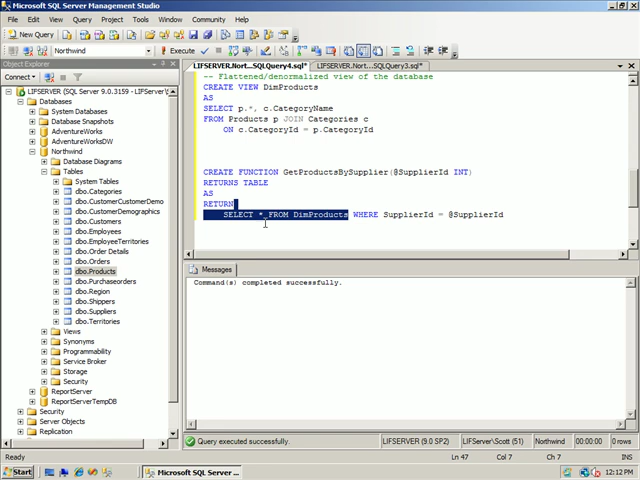 Microsoft SQL Server Management Studio
File Edit View Query Project Tools Window Community Help
New Query
Northwind
Execute
Object Explorer
Connect
LIFSERVER (SQL Server 9.0.3159 - LIFServer\
Databases
System Databases
Database Snapshots
AdventureWorks
AdventureWorksDW
Northwind
Database Diagrams
Tables
System Tables
dbo.Categories
dbo.CustomerCustomerDemo
dbo.CustomerDemographics
dbo.Customers
dbo.Employees
dbo.EmployeeTerritories
dbo.Order Details
dbo.Orders
dbo.Products
dbo.Purchaseorders
dbo.Region
dbo.Shippers
dbo.Suppliers
dbo.Territories
Views
Synonyms
Programmability
Service Broker
Storage
Security
ReportServer
ReportServerTempDB
Security
Server Objects
Replication
LIFSERVER.Nort...SQLQuery4.sql* LIFSERVER.Nort...SQLQuery3.sql*
-- Flattened/denormalized view of the database
CREATE VIEW DimProducts
AS
SELECT p.*, c.CategoryName
FROM Products p JOIN Categories c
ON c.CategoryId = p.CategoryId
CREATE FUNCTION GetProductsBySupplier(@SupplierId INT)
RETURNS TABLE
AS
RETURN
SELECT * FROM DimProducts WHERE SupplierId = @SupplierId
Messages
Command(s) completed successfully.
Query executed successfully. LIFSERVER (9.0 SP2) LIFServer\Scott (51) Northwind 00:00:00 0 rows
Ready Ln 47 Col 7 Ch 7 INS
Start Microsoft SQL Server Ma... 12:12 PM